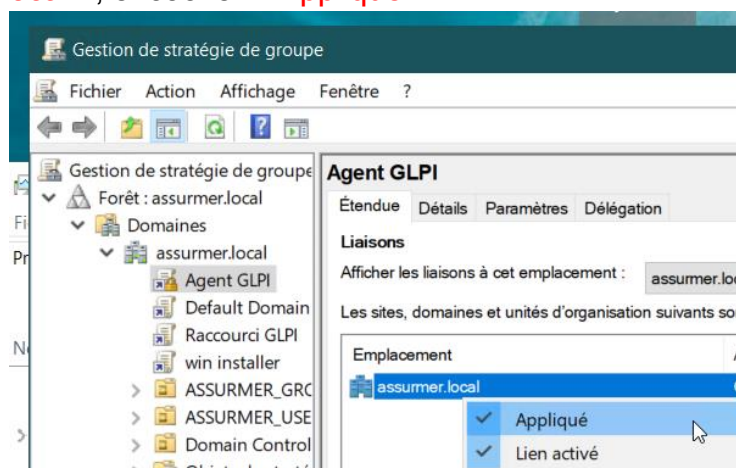 Gestion de stratégie de groupe
Fichier Action Affichage Fenêtre ?
Gestion de stratégie de groupe
Forêt : assurmer.local
Domaines
assurmer.local
Agent GLPI
Default Domain
Raccourci GLPI
win installer
ASSURMER_GRC
ASSURMER_USE
Domain Control
Agent GLPI
Étendue Détails Paramètres Délégation
Liaisons
Afficher les liaisons à cet emplacement : assurmer.loc
Les sites, domaines et unités d'organisation suivants so
Emplacement
assurmer.local
Appliqué
Lien activé